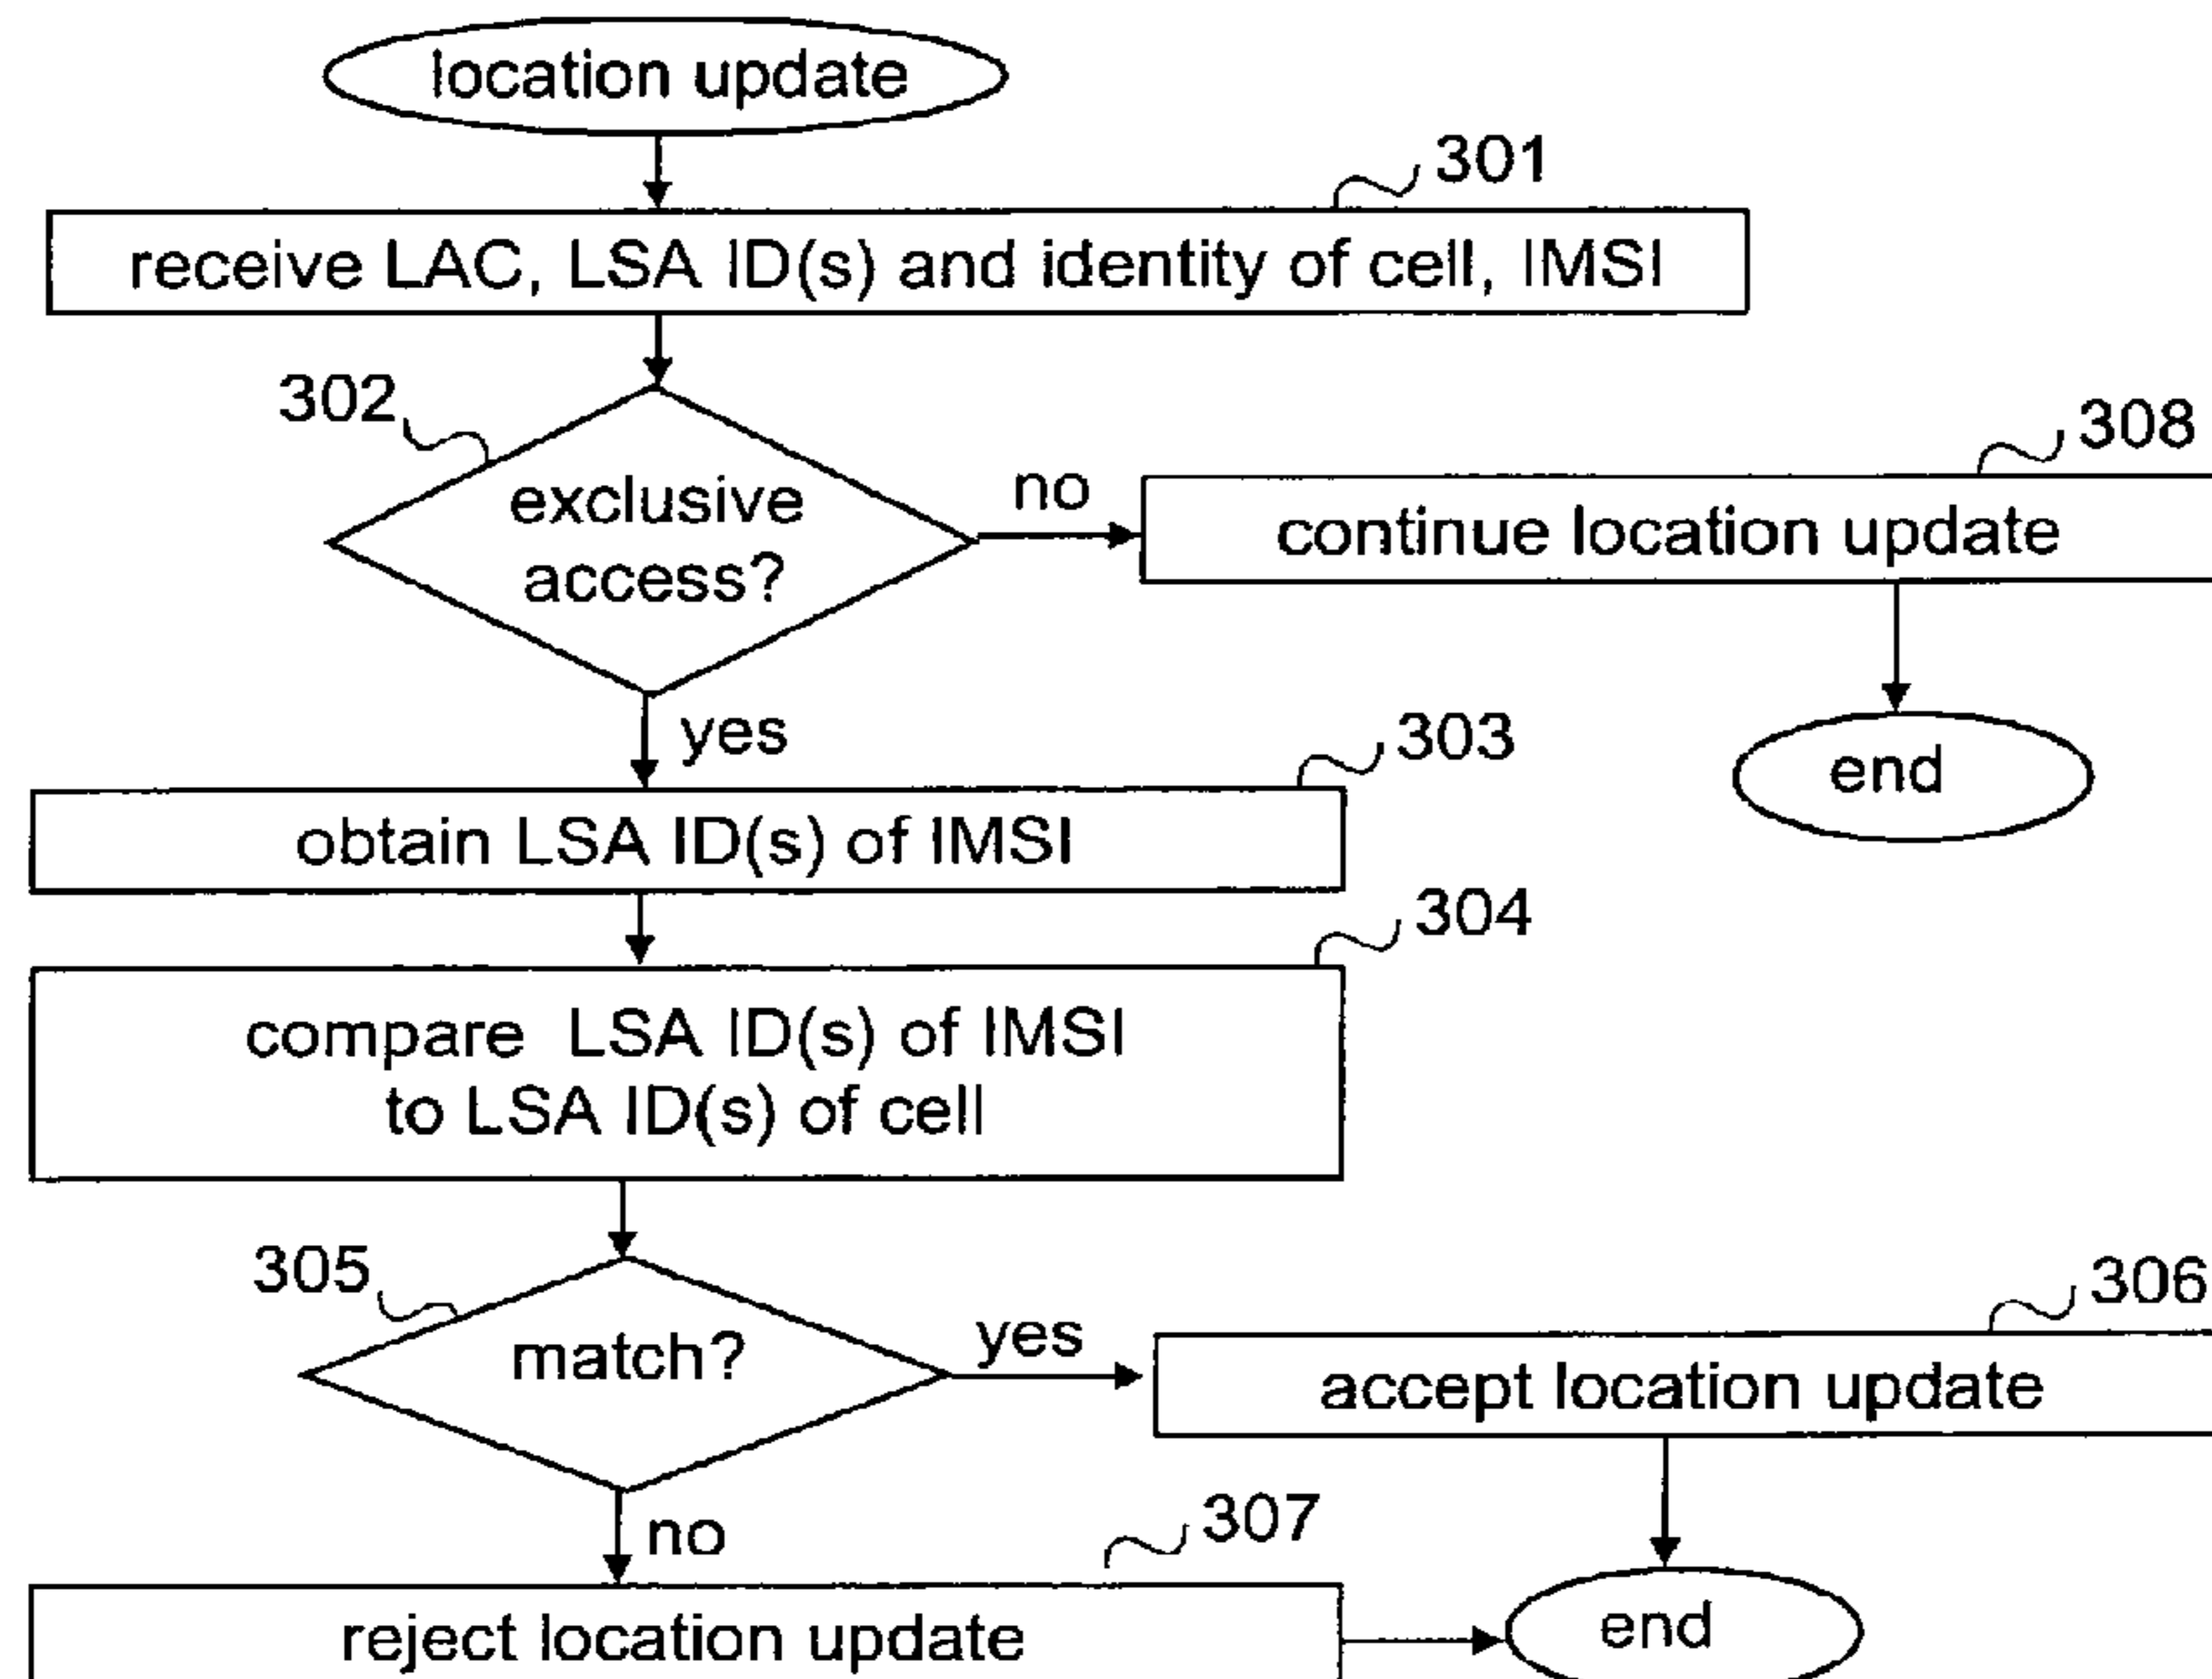 location update
301
receive LAC, LSA ID(s) and identity of cell, IMSI
302
exclusive
access?
no
308
continue location update
end
yes
303
obtain LSA ID(s) of IMSI
304
compare LSA ID(s) of IMSI
to LSA ID(s) of cell
305
match?
yes
306
accept location update
no
307
reject location update
end